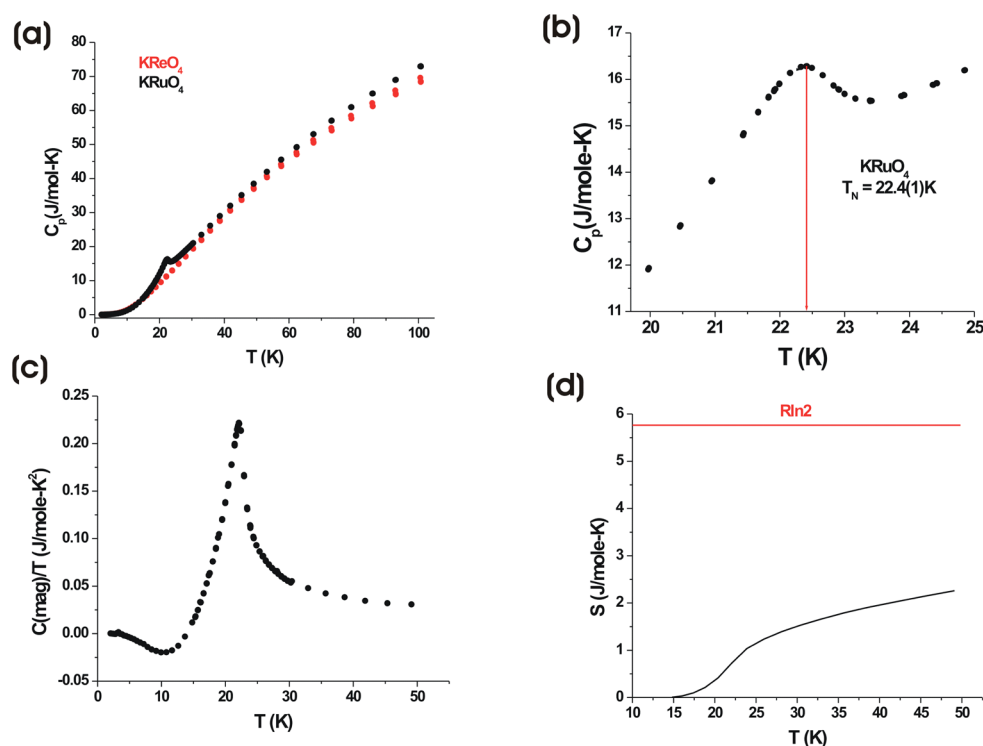 (a)
80
70
60
50
40
30
20
10
0
C_p(J/mol-K)
KReO₄
KRuO₄
0 20 40 60 80 100
T (K)
(b)
17
16
15
14
13
12
11
C_p(J/mole-K)
KRuO₄
T_N = 22.4(1)K
20 21 22 23 24 25
T (K)
(c)
0.25
0.20
0.15
0.10
0.05
0.00
-0.05
C(mag)/T (J/mole-K²)
0 10 20 30 40 50
T (K)
(d)
Rln2
6
5
4
3
2
1
0
S (J/mole-K)
10 15 20 25 30 35 40 45 50
T (K)